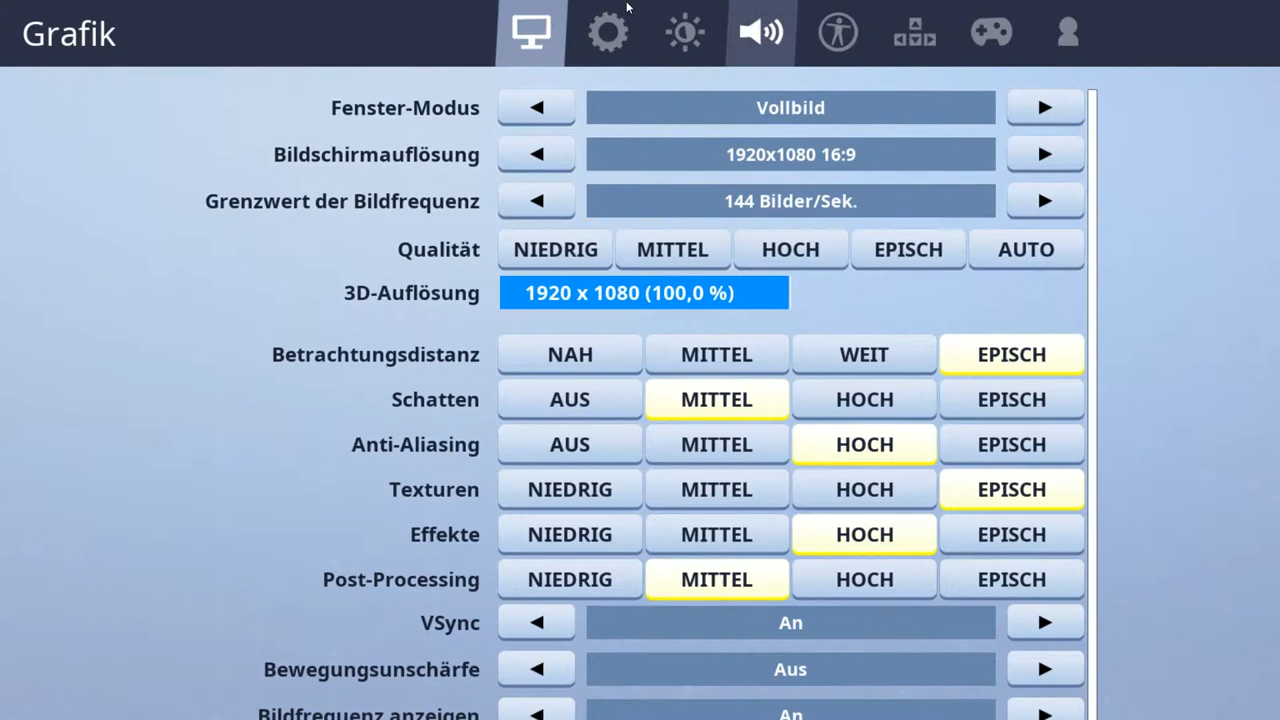 Grafik
Fenster-Modus Vollbild
Bildschirmauflösung 1920x1080 16:9
Grenzwert der Bildfrequenz 144 Bilder/Sek.
Qualität NIEDRIG MITTEL HOCH EPISCH AUTO
3D-Auflösung 1920 x 1080 (100,0 %)
Betrachtungsdistanz NAH MITTEL WEIT EPISCH
Schatten AUS MITTEL HOCH EPISCH
Anti-Aliasing AUS MITTEL HOCH EPISCH
Texturen NIEDRIG MITTEL HOCH EPISCH
Effekte NIEDRIG MITTEL HOCH EPISCH
Post-Processing NIEDRIG MITTEL HOCH EPISCH
VSync An
Bewegungsunschärfe Aus
Bildfrequenz anzeigen An